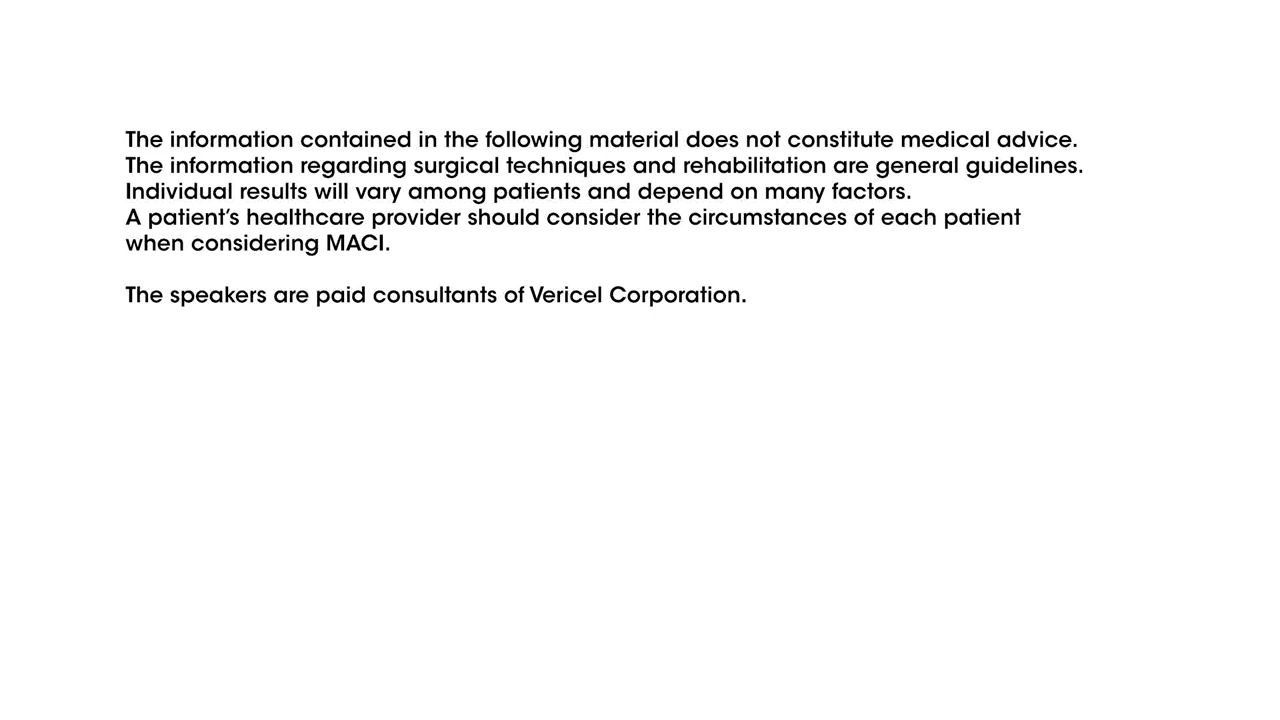 The information contained in the following material does not constitute medical advice.
The information regarding surgical techniques and rehabilitation are general guidelines.
Individual results will vary among patients and depend on many factors.
A patient’s healthcare provider should consider the circumstances of each patient
when considering MACI.
The speakers are paid consultants of Vericel Corporation.